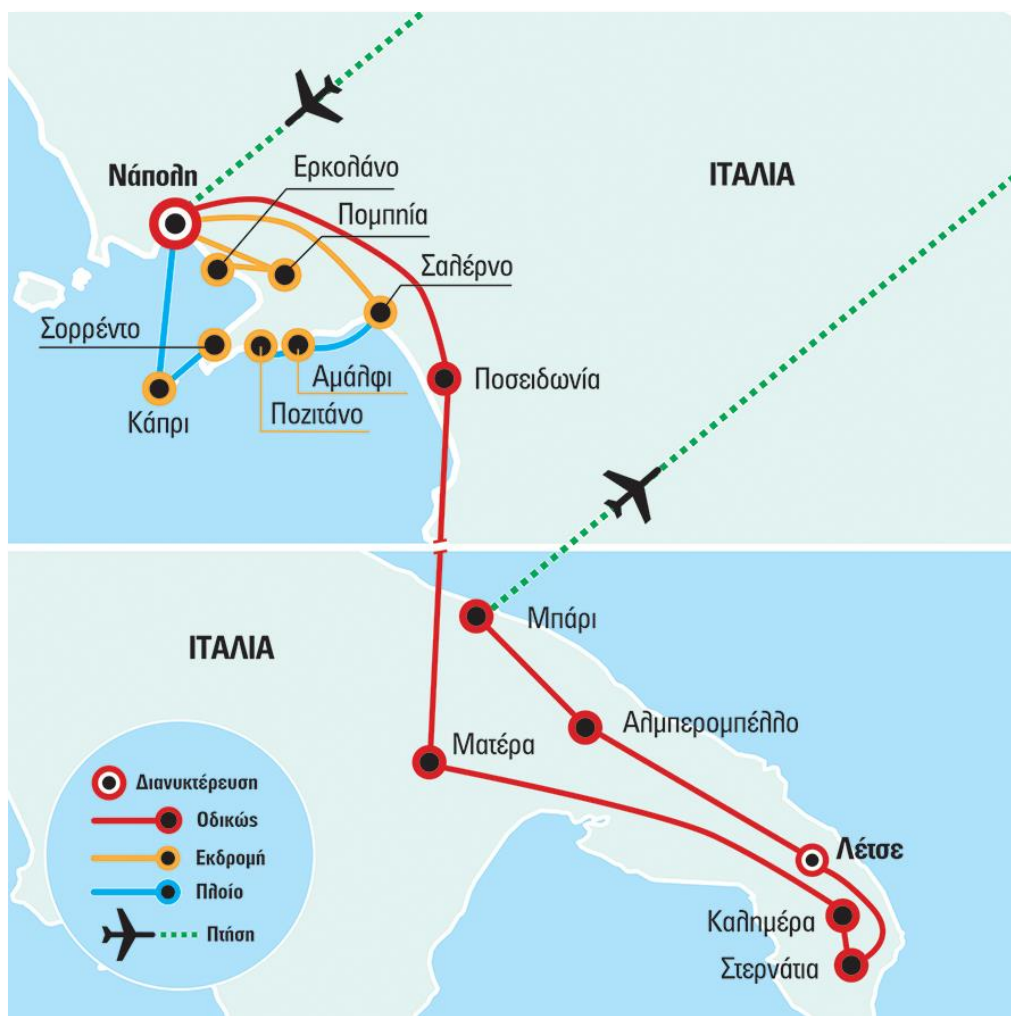 Νάπολη
Ερκολάνο
ΙΤΑΛΙΑ
Πομπηία
Σαλέρνο
Σορρέντο
Αμάλφι
Ποσειδωνία
Κάπρι
Ποζιτάνο
Μπάρι
ΙΤΑΛΙΑ
Αλμπερομπέλλο
Ματέρα
Διανυκτέρευση
Οδικώς
Εκδρομή
Πλοίο
Πτήση
Λέτσε
Καλημέρα
Στερνάτια